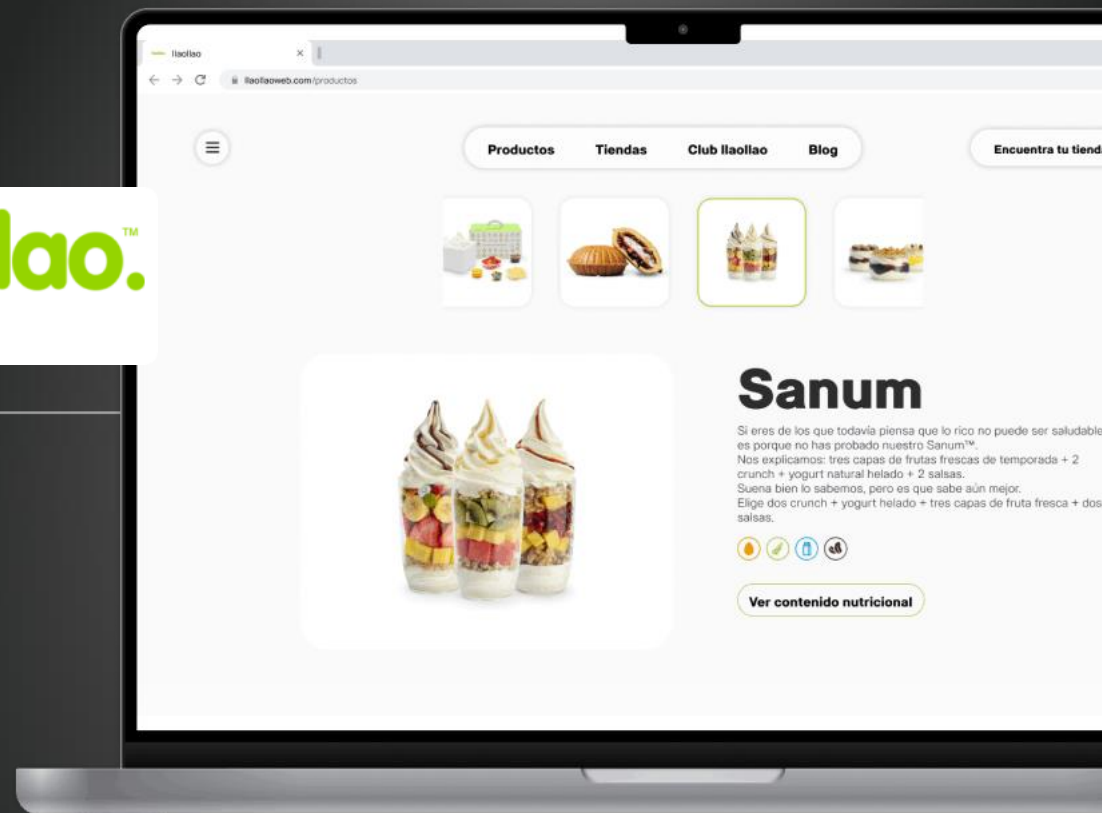 llaollao
llaollaoweb.com/productos
Productos Tiendas Club llaollao Blog
Encuentra tu tienda
lao.™
Sanum
Si eres de los que todavía piensa que lo rico no puede ser saludable
es porque no has probado nuestro Sanum™.
Nos explicamos: tres capas de frutas frescas de temporada + 2
crunch + yogurt natural helado + 2 salsas.
Suena bien lo sabemos, pero es que sabe aún mejor.
Elige dos crunch + yogurt helado + tres capas de fruta fresca + dos
salsas.
Ver contenido nutricional